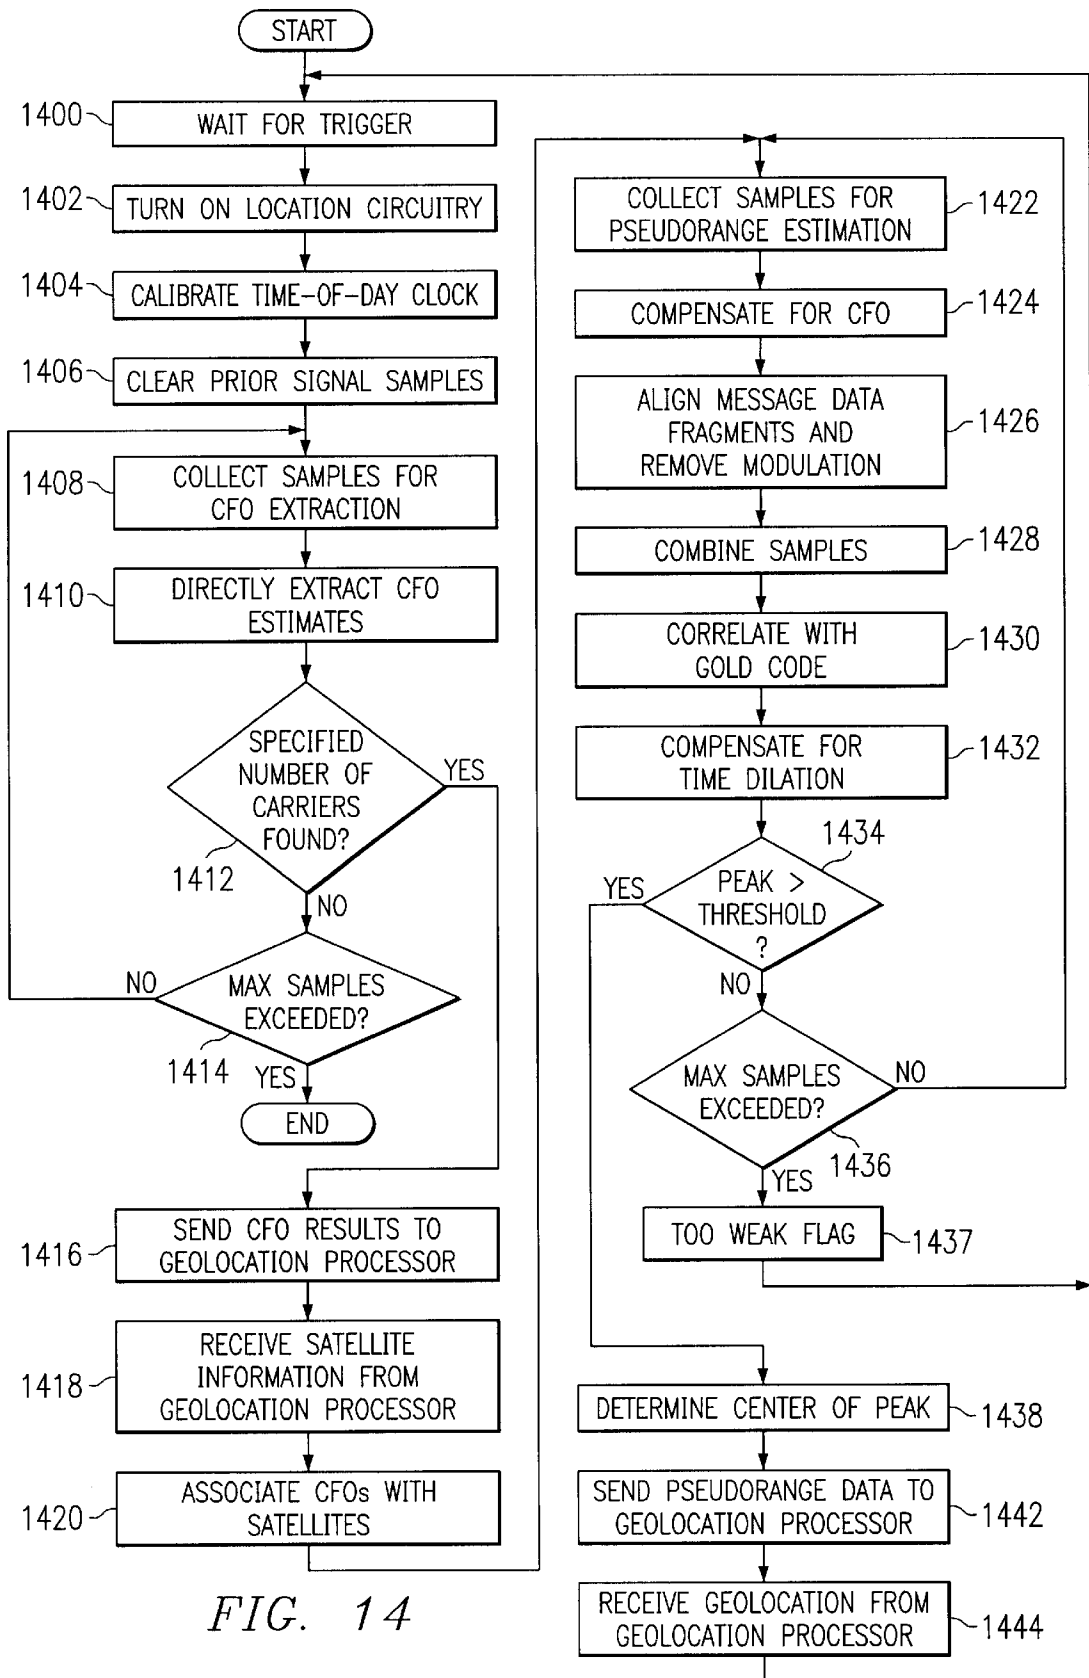 START
1400
WAIT FOR TRIGGER
1402
TURN ON LOCATION CIRCUITRY
1404
CALIBRATE TIME-OF-DAY CLOCK
1406
CLEAR PRIOR SIGNAL SAMPLES
1408
COLLECT SAMPLES FOR
CFO EXTRACTION
1410
DIRECTLY EXTRACT CFO
ESTIMATES
SPECIFIED
NUMBER OF
CARRIERS
FOUND?
YES
1412
NO
MAX SAMPLES
EXCEEDED?
NO
1414
YES
END
1416
SEND CFO RESULTS TO
GEOLOCATION PROCESSOR
1418
RECEIVE SATELLITE
INFORMATION FROM
GEOLOCATION PROCESSOR
1420
ASSOCIATE CFOs WITH
SATELLITES
COLLECT SAMPLES FOR
PSEUDORANGE ESTIMATION
1422
COMPENSATE FOR CFO
1424
ALIGN MESSAGE DATA
FRAGMENTS AND
REMOVE MODULATION
1426
COMBINE SAMPLES
1428
CORRELATE WITH
GOLD CODE
1430
COMPENSATE FOR
TIME DILATION
1432
1434
YES
PEAK >
THRESHOLD
?
NO
MAX SAMPLES
EXCEEDED?
NO
1436
YES
TOO WEAK FLAG
1437
DETERMINE CENTER OF PEAK
1438
SEND PSEUDORANGE DATA TO
GEOLOCATION PROCESSOR
1442
RECEIVE GEOLOCATION FROM
GEOLOCATION PROCESSOR
1444
FIG. 14